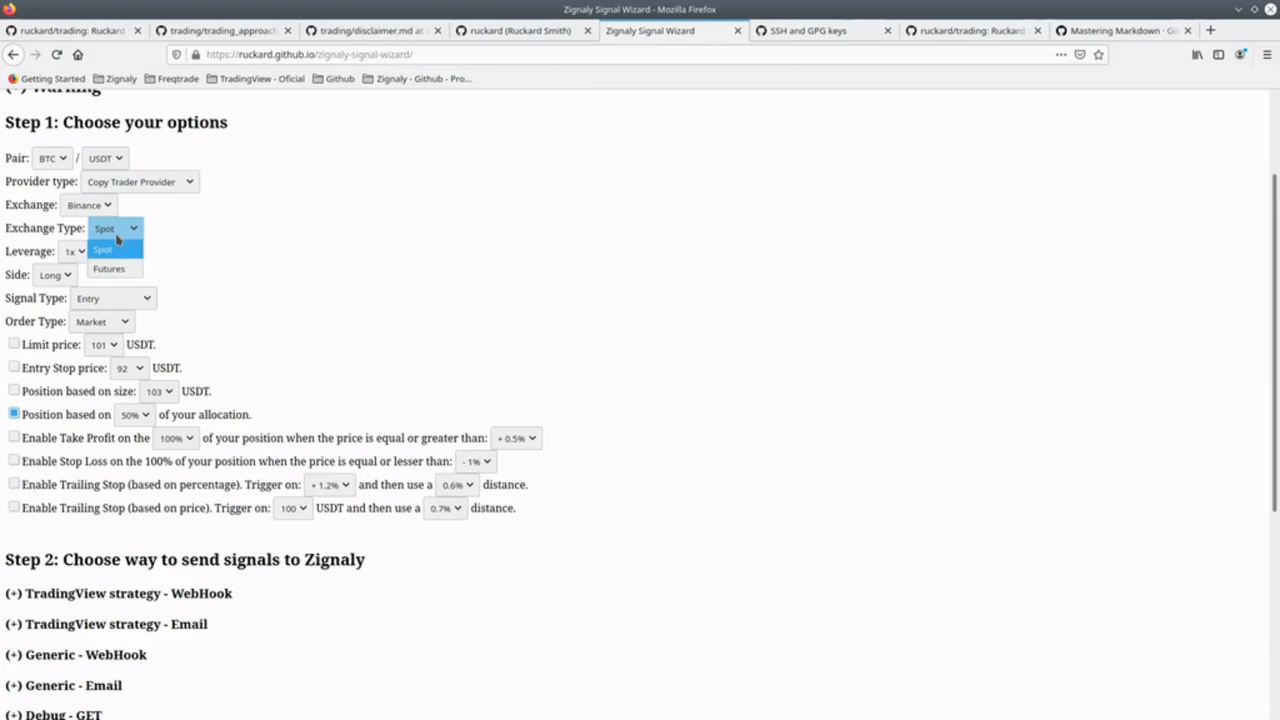 Zignaly Signal Wizard - Mozilla Firefox
ruckard/trading: Ruckard
trading/trading_approach
trading/disclaimer.md at
ruckard (Ruckard Smith)
Zignaly Signal Wizard
SSH and GPG keys
ruckard/trading: Ruckard
Mastering Markdown · Gi
https://ruckard.github.io/zignaly-signal-wizard/
Getting Started Zignaly Freqtrade TradingView - Oficial Github Zignaly - Github - Pro...
(+) Warning
Step 1: Choose your options
Pair: BTC / USDT
Provider type: Copy Trader Provider
Exchange: Binance
Exchange Type: Spot
Spot
Futures
Leverage: 1x
Side: Long
Signal Type: Entry
Order Type: Market
Limit price: 101 USDT.
Entry Stop price: 92 USDT.
Position based on size: 103 USDT.
Position based on 50% of your allocation.
Enable Take Profit on the 100% of your position when the price is equal or greater than: + 0.5%
Enable Stop Loss on the 100% of your position when the price is equal or lesser than: - 1%
Enable Trailing Stop (based on percentage). Trigger on: + 1.2% and then use a 0.6% distance.
Enable Trailing Stop (based on price). Trigger on: 100 USDT and then use a 0.7% distance.
Step 2: Choose way to send signals to Zignaly
(+) TradingView strategy - WebHook
(+) TradingView strategy - Email
(+) Generic - WebHook
(+) Generic - Email
(+) Debug - GET